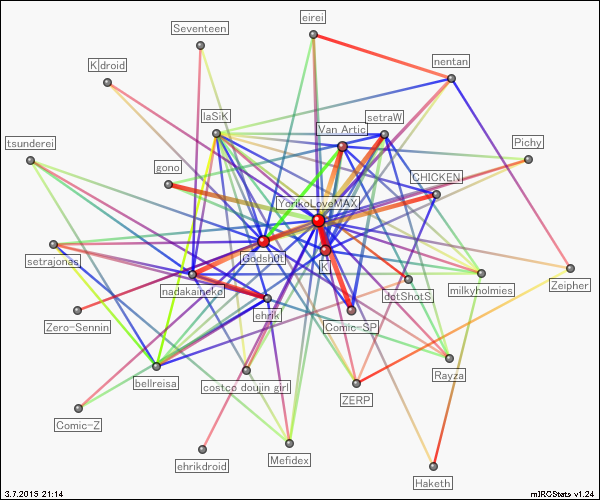 eirei
Seventeen
nentan
K|droid
laSiK
setraW
Van Artic
tsunderei
Pichy
gono
CHICKEN
YorikoLoveMAX
Godsh0t
setrajonas
K
Zeipher
nadakaineko
dotShotS
milkyholmies
ehrik
Zero-Sennin
Comic-SP
Rayza
bellreisa
costco doujin girl
ZERP
Comic-Z
Mefidex
ehrikdroid
Haketh
3.7.2015 21:14
mIRCStats v1.24